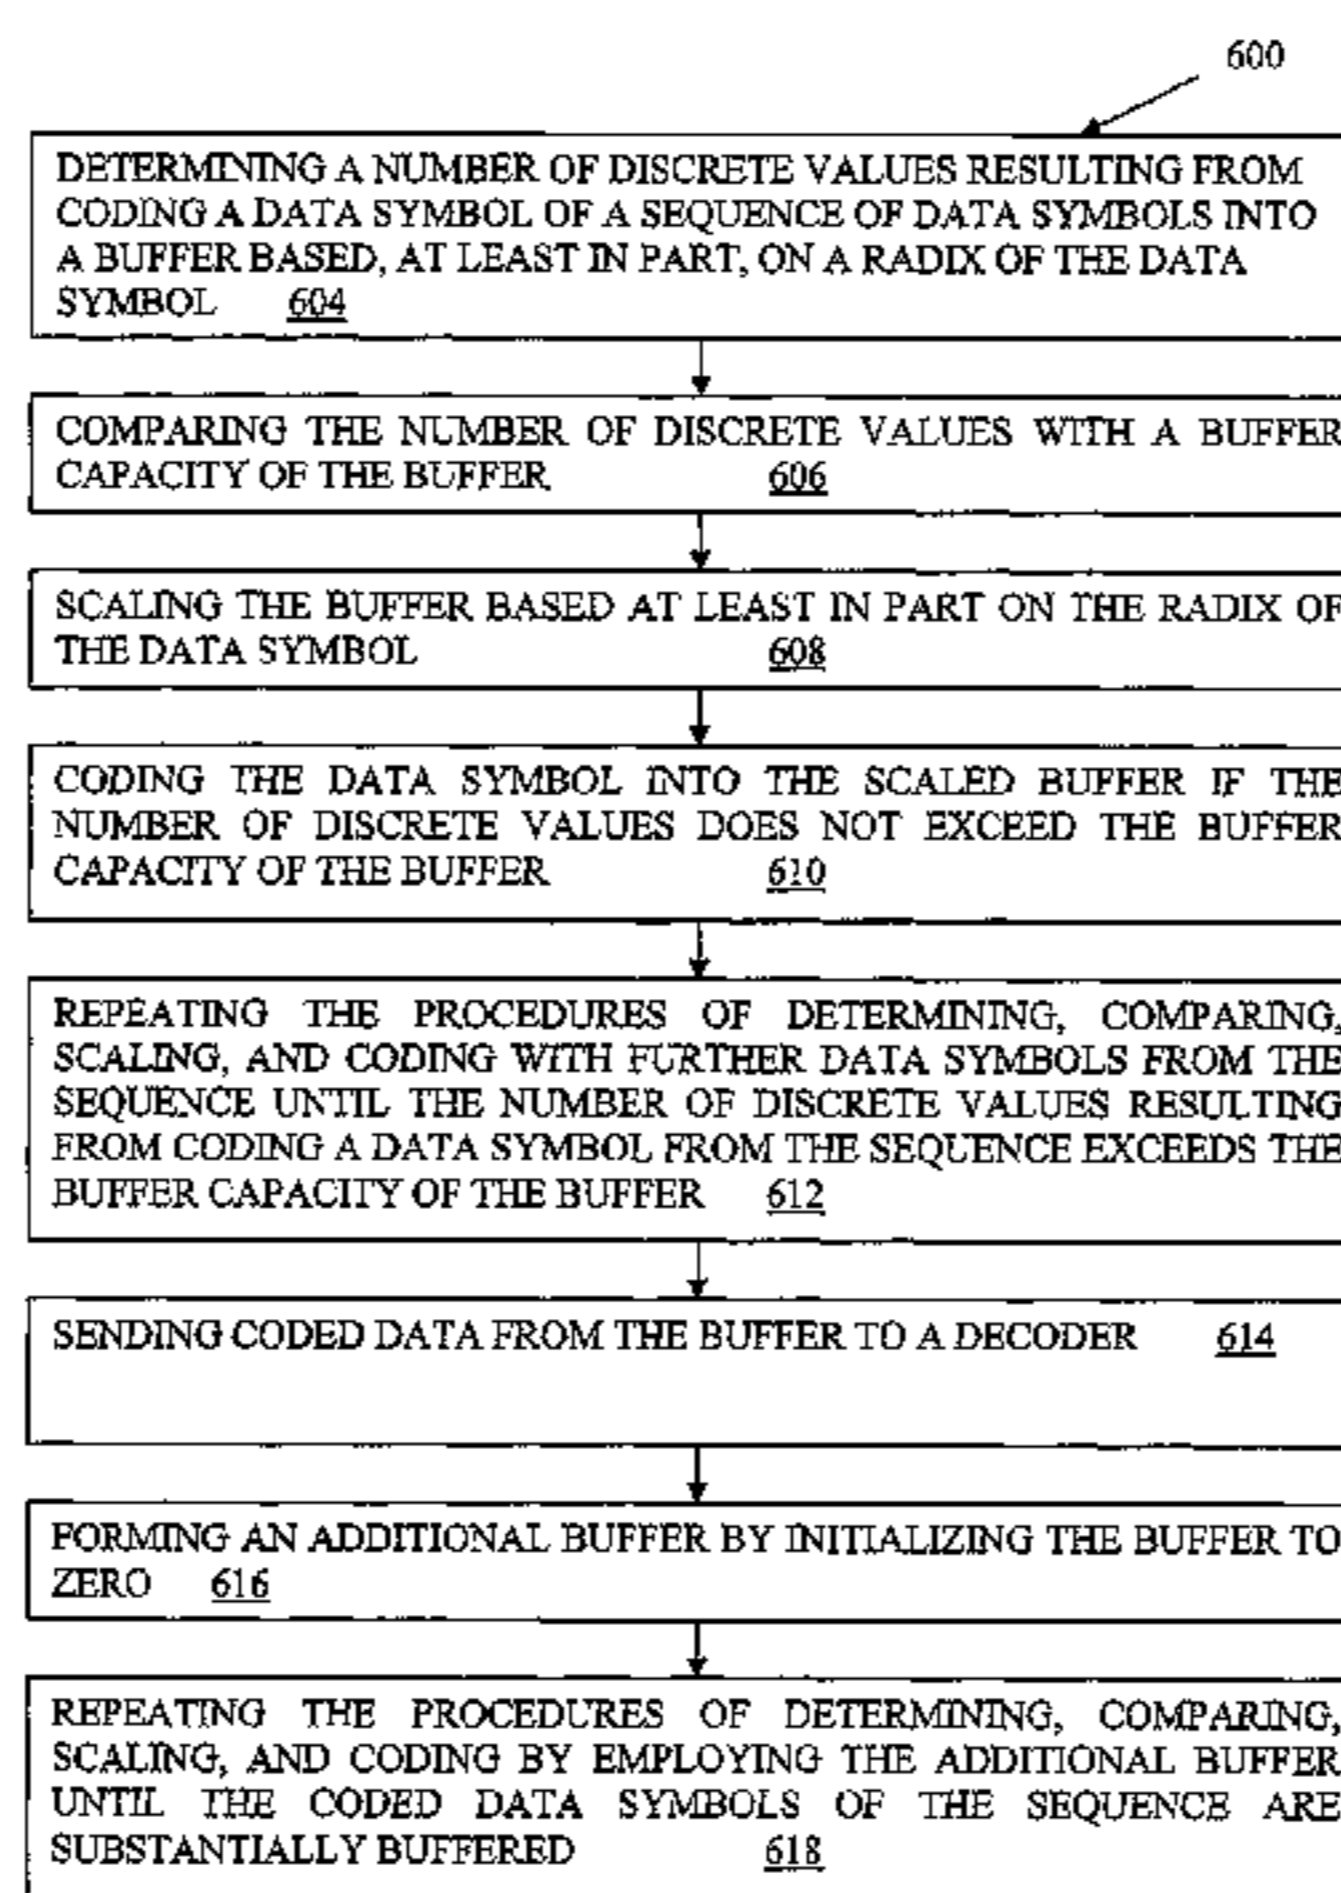 600
DETERMINING A NUMBER OF DISCRETE VALUES RESULTING FROM
CODING A DATA SYMBOL OF A SEQUENCE OF DATA SYMBOLS INTO
A BUFFER BASED, AT LEAST IN PART, ON A RADIX OF THE DATA
SYMBOL 604
COMPARING THE NUMBER OF DISCRETE VALUES WITH A BUFFER
CAPACITY OF THE BUFFER 606
SCALING THE BUFFER BASED AT LEAST IN PART ON THE RADIX OF
THE DATA SYMBOL 608
CODING THE DATA SYMBOL INTO THE SCALED BUFFER IF THE
NUMBER OF DISCRETE VALUES DOES NOT EXCEED THE BUFFER
CAPACITY OF THE BUFFER 610
REPEATING THE PROCEDURES OF DETERMINING, COMPARING,
SCALING, AND CODING WITH FURTHER DATA SYMBOLS FROM THE
SEQUENCE UNTIL THE NUMBER OF DISCRETE VALUES RESULTING
FROM CODING A DATA SYMBOL FROM THE SEQUENCE EXCEEDS THE
BUFFER CAPACITY OF THE BUFFER 612
SENDING CODED DATA FROM THE BUFFER TO A DECODER 614
FORMING AN ADDITIONAL BUFFER BY INITIALIZING THE BUFFER TO
ZERO 616
REPEATING THE PROCEDURES OF DETERMINING, COMPARING,
SCALING, AND CODING BY EMPLOYING THE ADDITIONAL BUFFER
UNTIL THE CODED DATA SYMBOLS OF THE SEQUENCE ARE
SUBSTANTIALLY BUFFERED 618